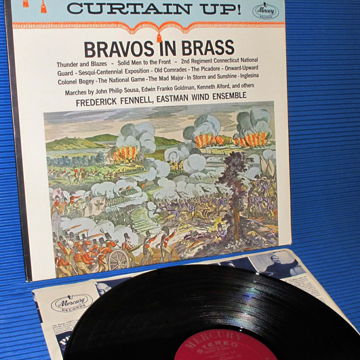 CURTAIN UP!
Mercury
BRAVOS IN BRASS
Thunder and Blazes - Solid Men to the Front - 2nd Regiment Connecticut National
Guard - Sesqui-Centennial Exposition - Old Comrades - The Picadore - Onward-Upward
Colonel Bogey - The National Game - The Mad Major - In Storm and Sunshine - Inglesina
Marches by John Philip Sousa, Edwin Franko Goldman, Kenneth Alford, and others
FREDERICK FENNELL, EASTMAN WIND ENSEMBLE
Mercury
RECORDS
MERCURY
STEREO